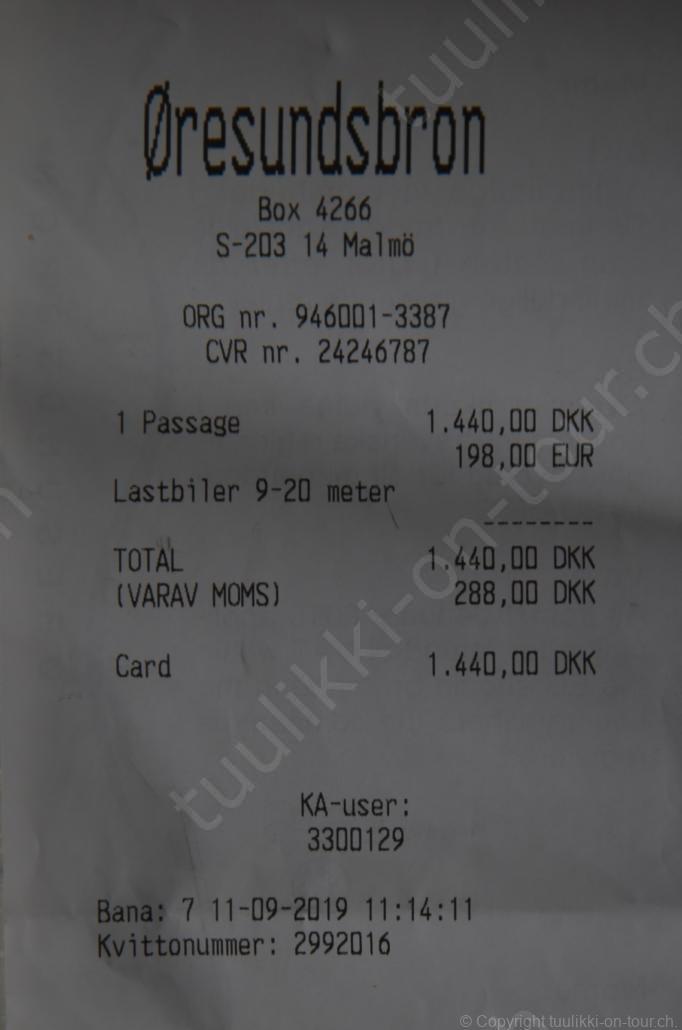 Øresundsbron
Box 4266
S-203 14 Malmö
ORG nr. 946001-3387
CVR nr. 24246787
1 Passage 1.440,00 DKK
198,00 EUR
Lastbiler 9-20 meter
--------
TOTAL 1.440,00 DKK
(VARAV MOMS) 288,00 DKK
Card 1.440,00 DKK
KA-user:
3300129
Bana: 7 11-09-2019 11:14:11
Kvittonummer: 2992016
tuulikki-on-tour.ch
© Copyright tuulikki-on-tour.ch